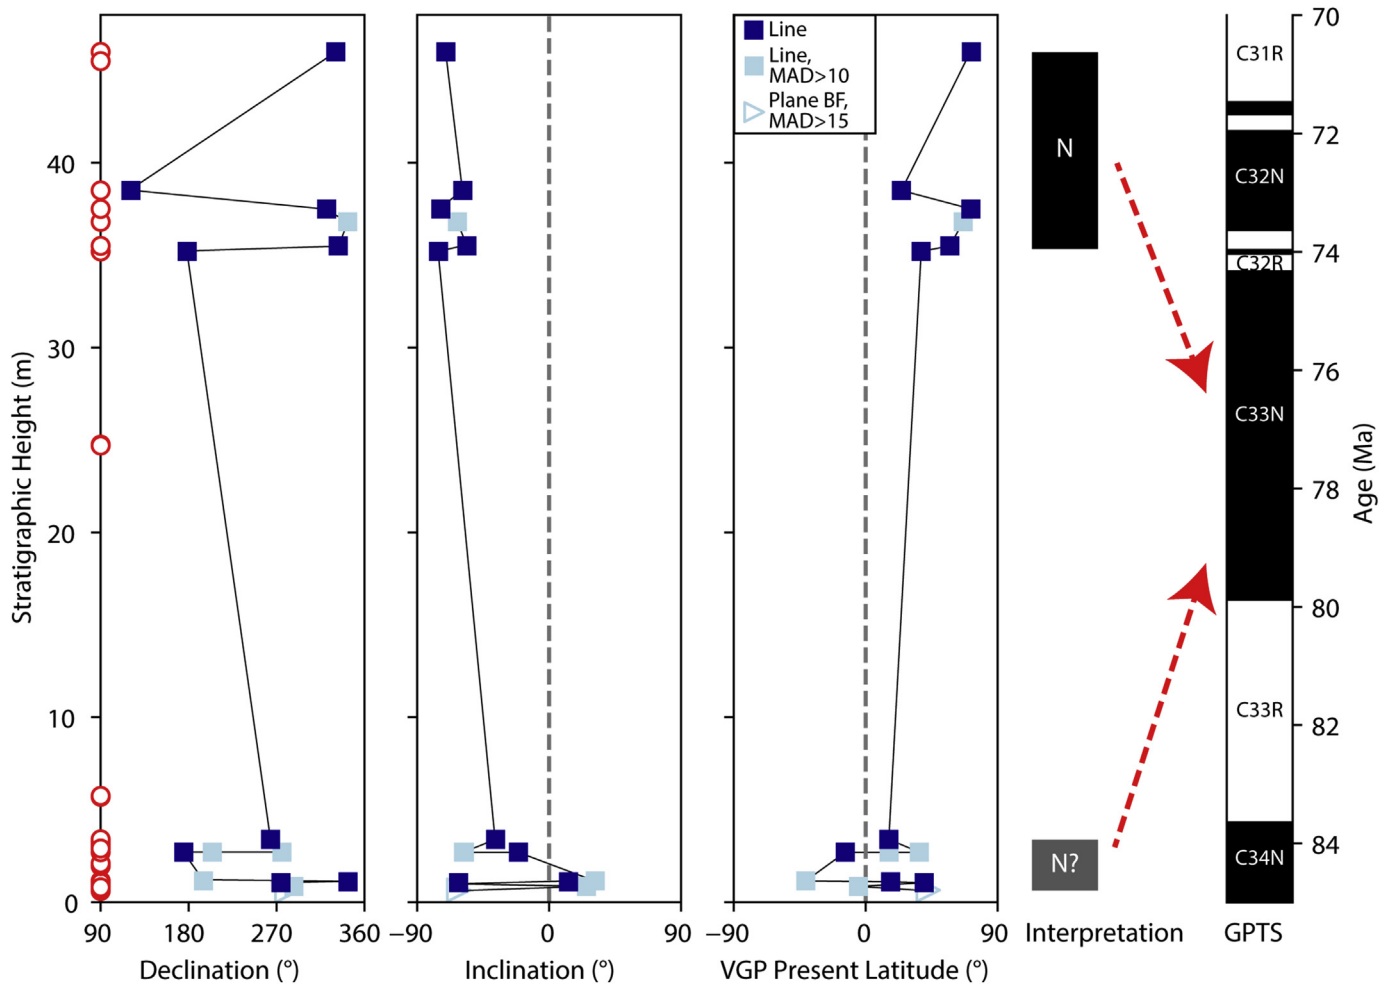 Stratigraphic Height (m)
40
30
20
10
0
90 180 270 360
Declination (°)
−90 0 90
Inclination (°)
Line
Line,
MAD>10
Plane BF,
MAD>15
−90 0 90
VGP Present Latitude (°)
N
N?
Interpretation
C31R
C32N
C32R
C33N
C33R
C34N
GPTS
70
72
74
76
78
80
82
84
Age (Ma)